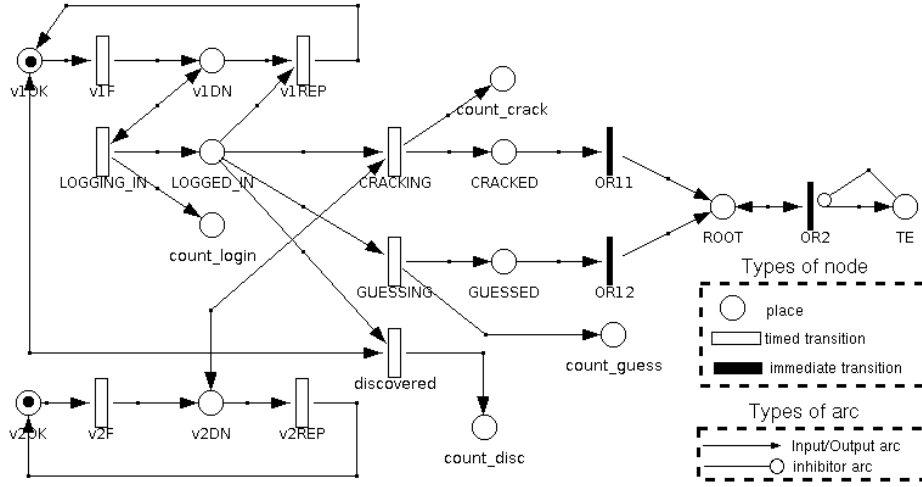 v1OK v1F v1DN v1REP
count_crack
LOGGING_IN LOGGED_IN CRACKING CRACKED OR11
count_login
ROOT OR2 TE
GUESSING GUESSED OR12
discovered
count_guess
v2OK v2F v2DN v2REP
count_disc
Types of node
place
timed transition
immediate transition
Types of arc
Input/Output arc
inhibitor arc